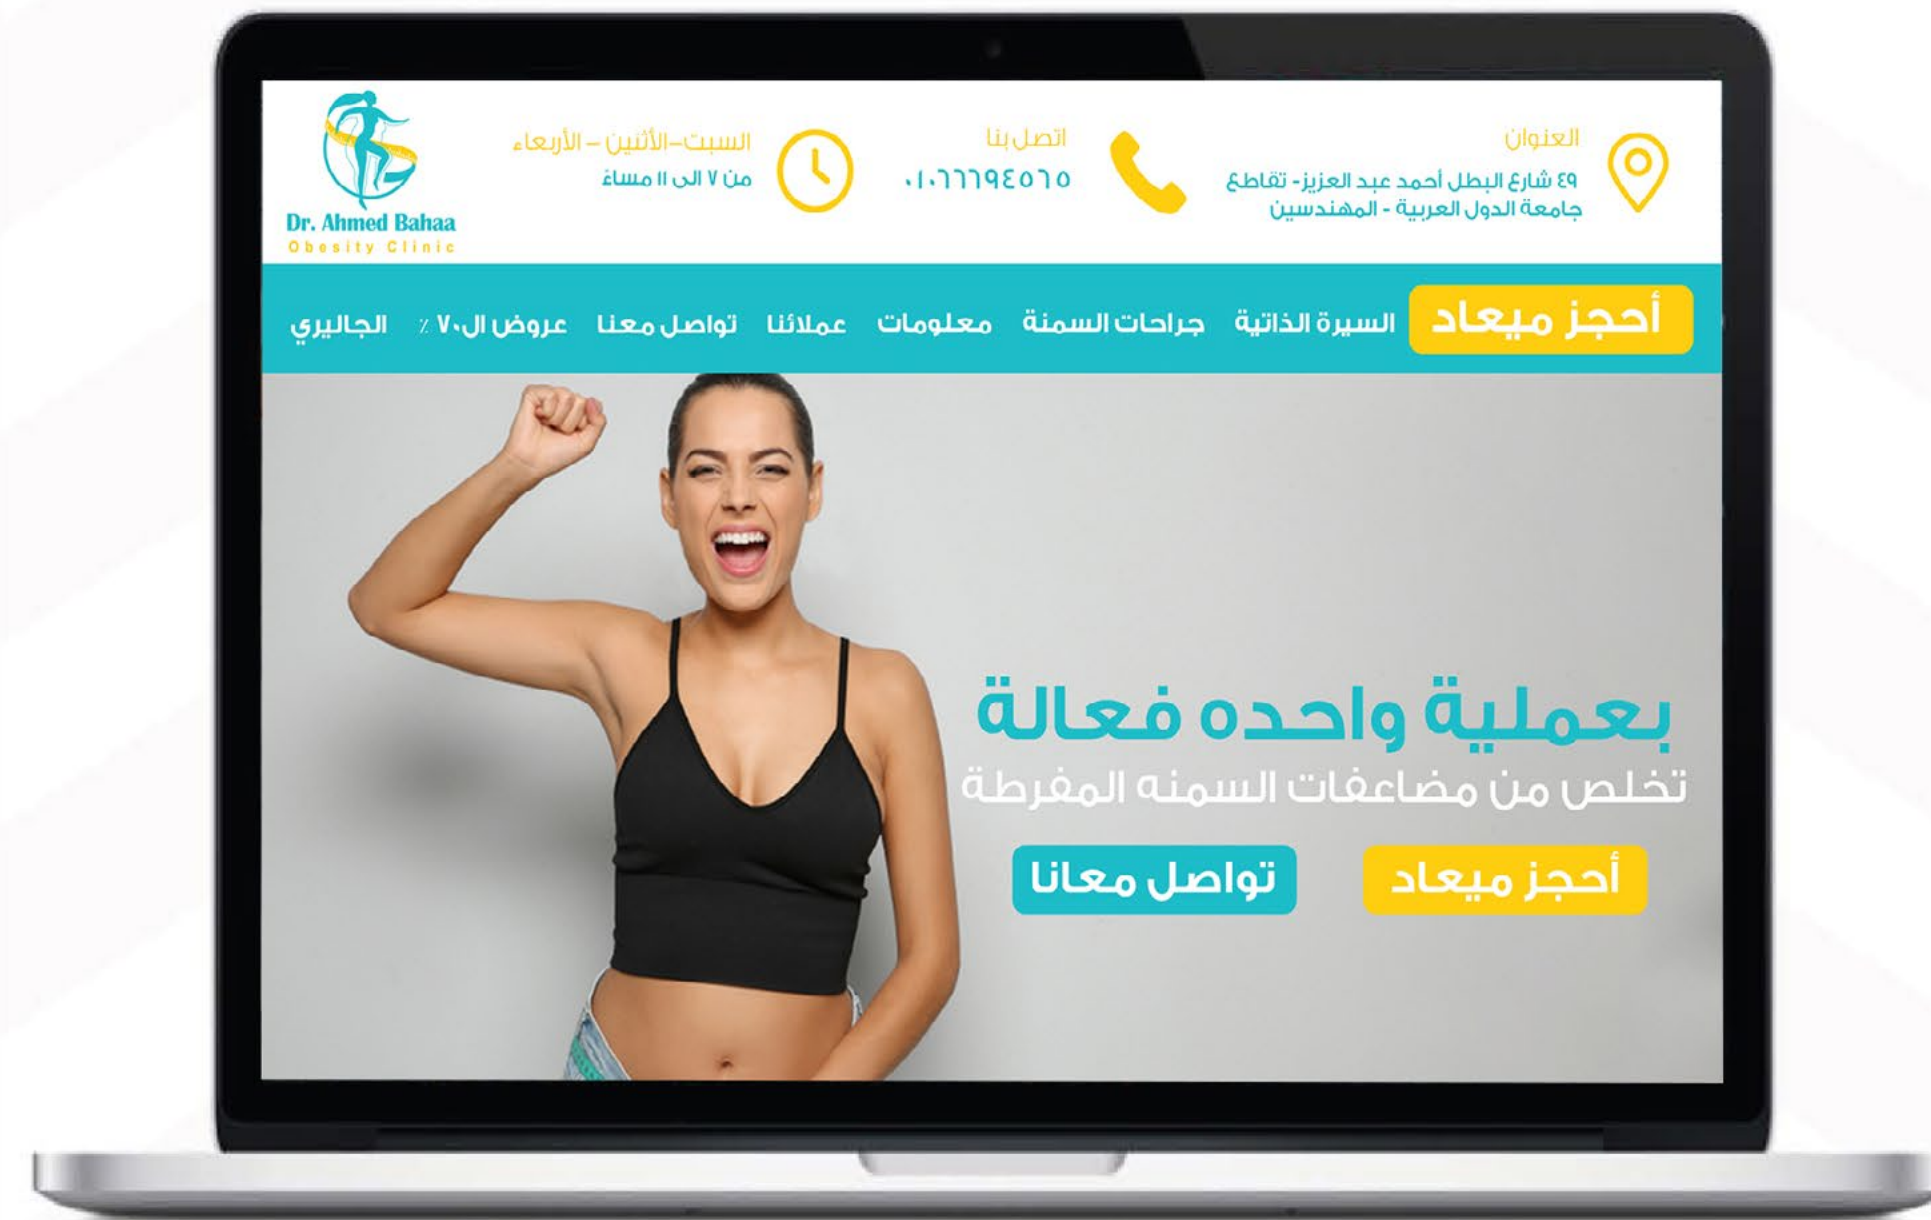 العنوان
٤٩ شارع البطل أحمد عبد العزيز- تقاطع
جامعة الدول العربية - المهندسين
اتصل بنا
٠١٠٦٦٦٩٤٥٦٥
السبت-الأثنين - الأربعاء
من ٧ الى ١١ مساءً
Dr. Ahmed Bahaa
Obesity Clinic
أحجز ميعاد السيرة الذاتية جراحات السمنة معلومات عملائنا تواصل معنا عروض ال٧٠ ٪ الجاليري
بعملية واحده فعالة
تخلص من مضاعفات السمنه المفرطة
أحجز ميعاد تواصل معانا